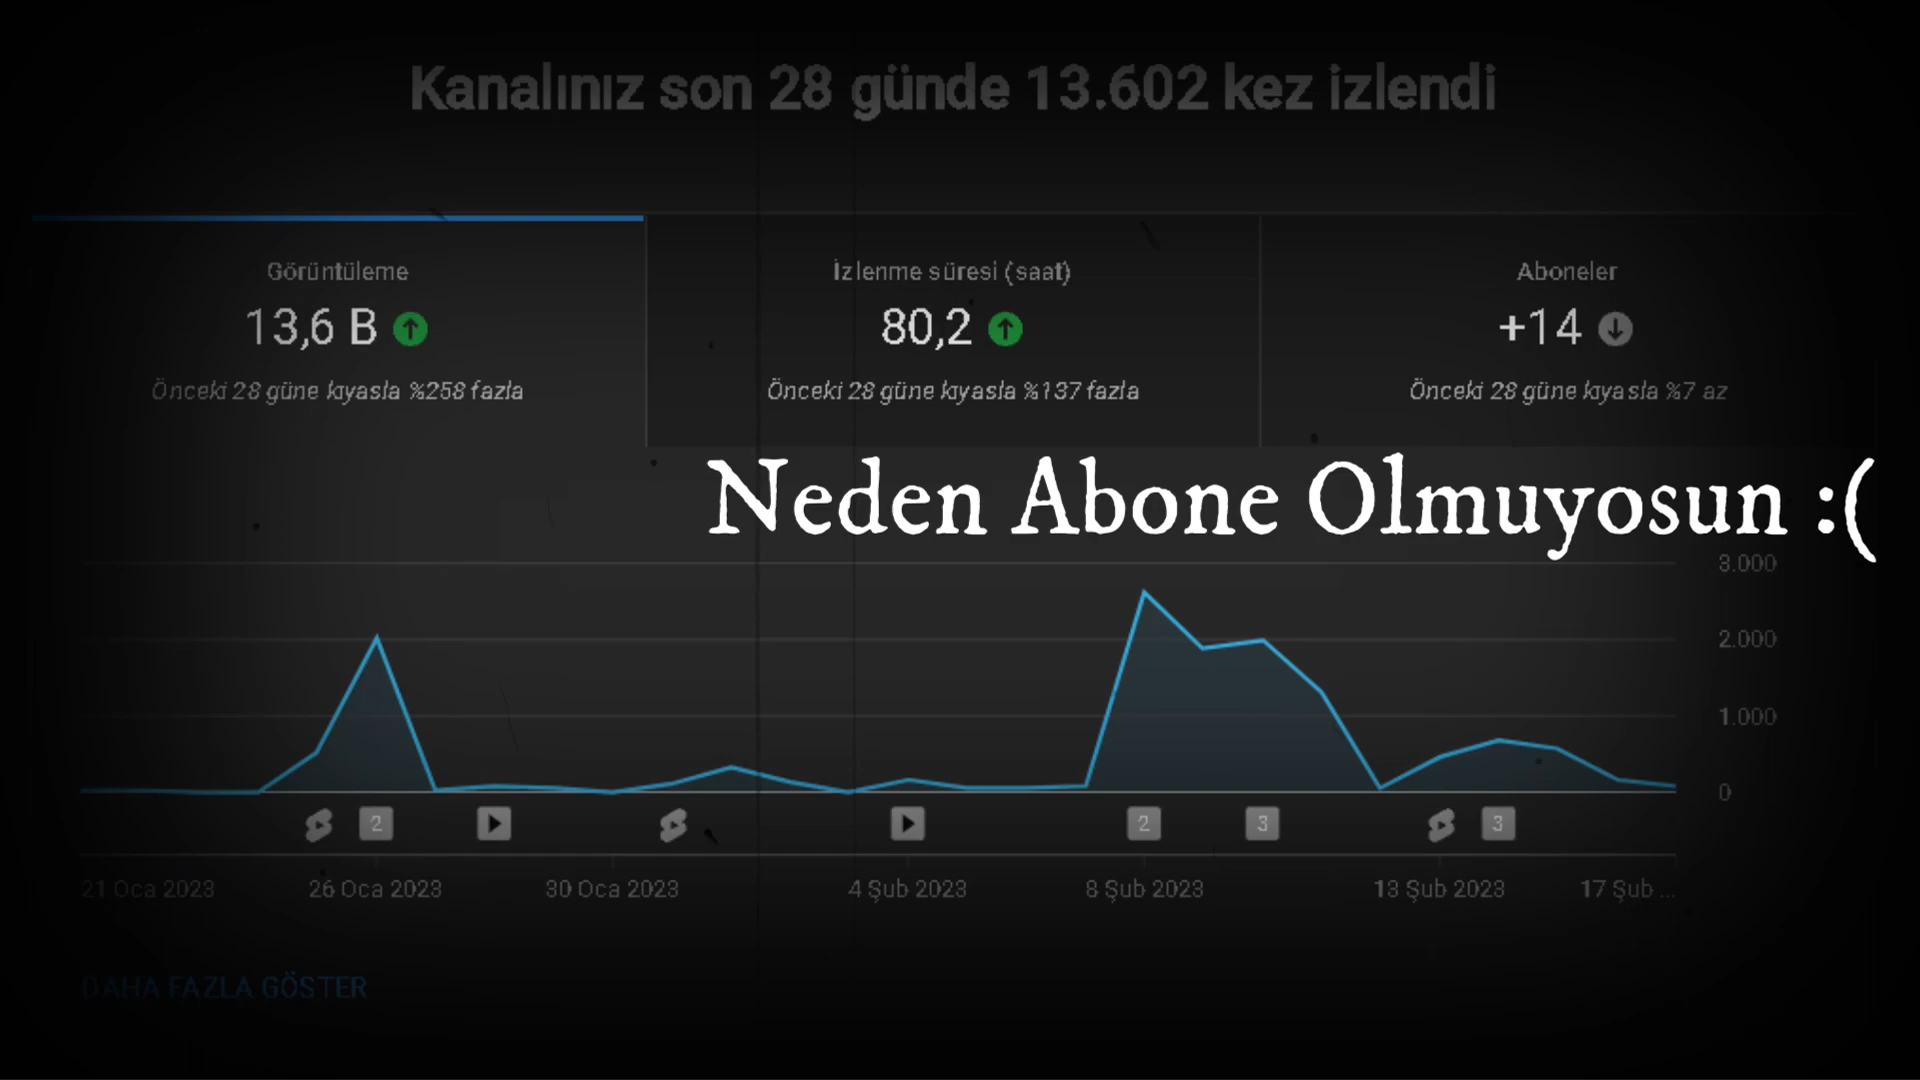 Kanalınız son 28 günde 13.602 kez izlendi
Görüntüleme
13,6 B
Önceki 28 güne kıyasla %258 fazla
İzlenme süresi (saat)
80,2
Önceki 28 güne kıyasla %137 fazla
Aboneler
+14
Önceki 28 güne kıyasla %7 az
Neden Abone Olmuyosun :(
3.000
2.000
1.000
0
2
2
3
3
21 Oca 2023
26 Oca 2023
30 Oca 2023
4 Şub 2023
8 Şub 2023
13 Şub 2023
17 Şub ...
DAHA FAZLA GÖSTER